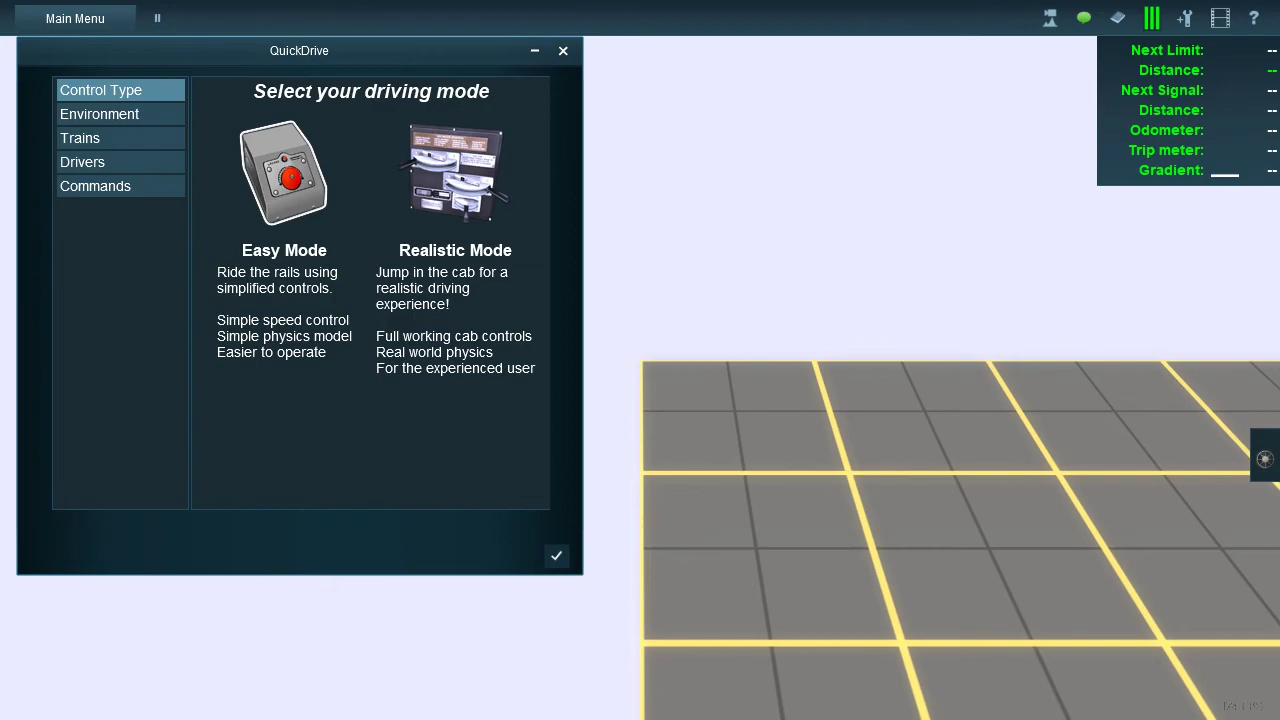 Main Menu
QuickDrive
Control Type
Environment
Trains
Drivers
Commands
Select your driving mode
Easy Mode
Ride the rails using
simplified controls.
Simple speed control
Simple physics model
Easier to operate
Realistic Mode
Jump in the cab for a
realistic driving
experience!
Full working cab controls
Real world physics
For the experienced user
Next Limit: --
Distance: --
Next Signal: --
Distance: --
Odometer: --
Trip meter: --
Gradient: --